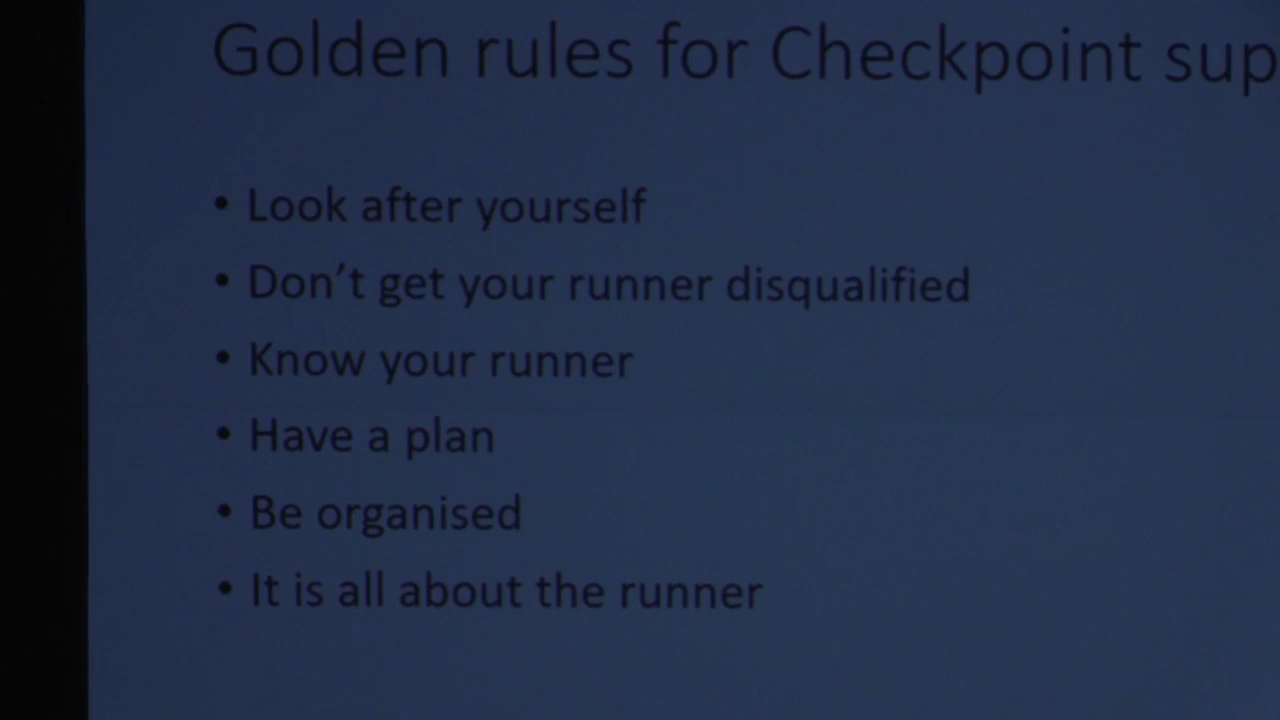 Golden rules for Checkpoint sup
• Look after yourself
• Don’t get your runner disqualified
• Know your runner
• Have a plan
• Be organised
• It is all about the runner